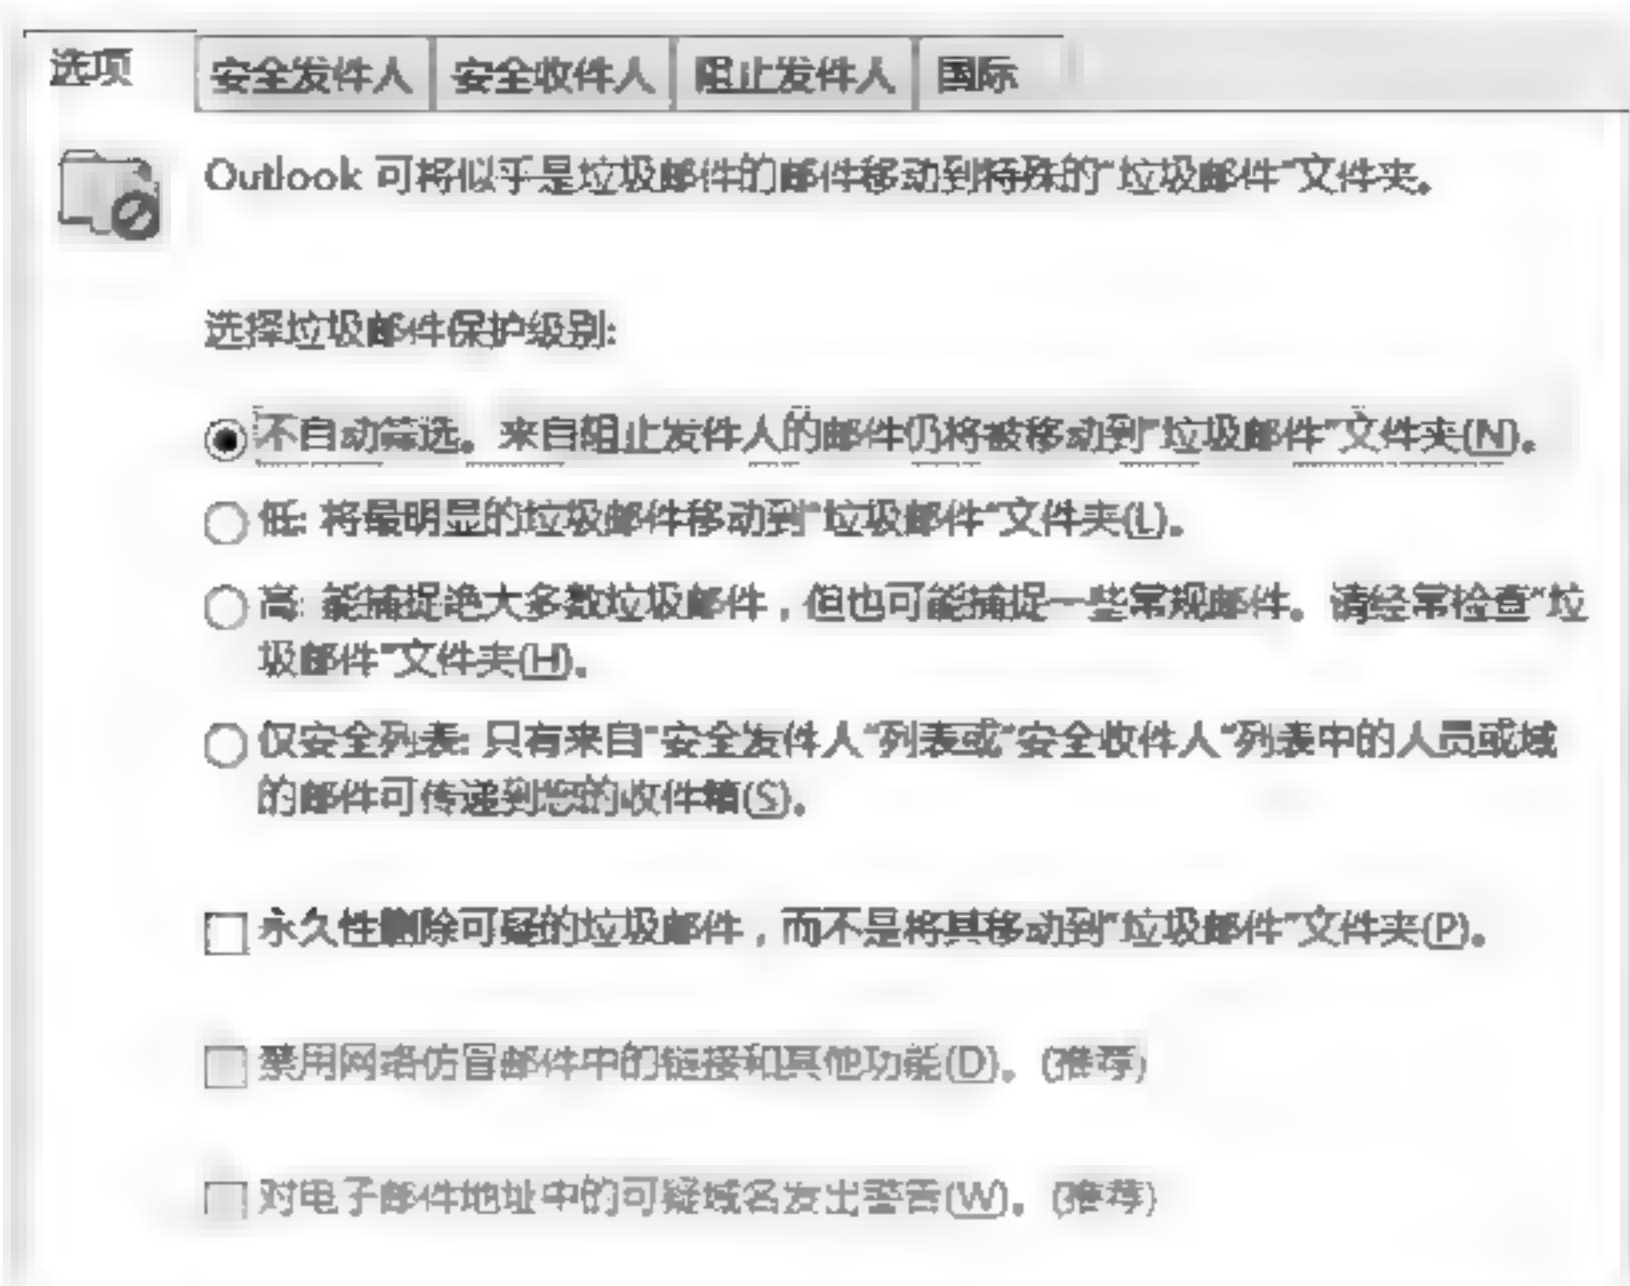 选项 安全发件人 安全收件人 阻止发件人 国际
Outlook 可将似乎是垃圾邮件的邮件移动到特殊的“垃圾邮件”文件夹。
选择垃圾邮件保护级别:
不自动筛选。来自阻止发件人的邮件仍将被移动到“垃圾邮件”文件夹(N)。
低: 将最明显的垃圾邮件移动到“垃圾邮件”文件夹(L)。
高: 能捕捉绝大多数垃圾邮件，但也可能捕捉一些常规邮件。请经常检查“垃
圾邮件”文件夹(H)。
仅安全列表: 只有来自“安全发件人”列表或“安全收件人”列表中的人员或域
的邮件可传递到您的收件箱(S)。
永久性删除可疑的垃圾邮件，而不是将其移动到“垃圾邮件”文件夹(P)。
禁用网络仿冒邮件中的链接和其他功能(D)。(推荐)
对电子邮件地址中的可疑域名发出警告(W)。(推荐)